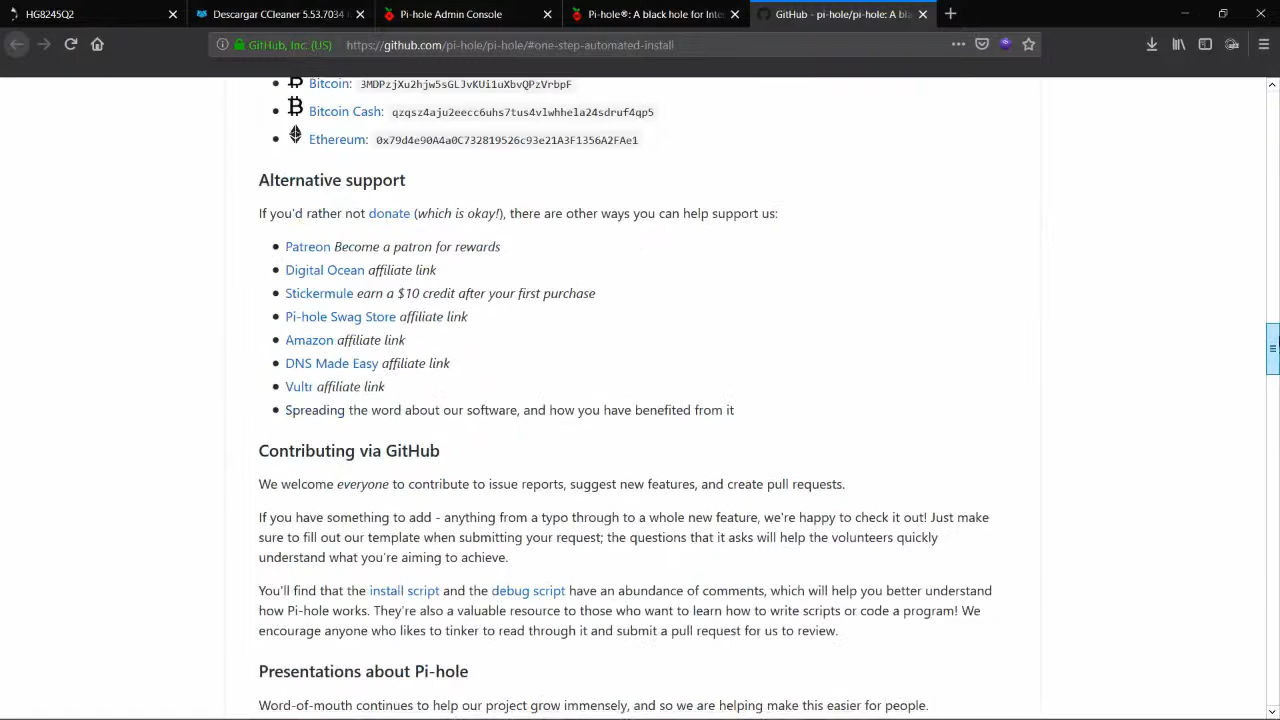 HG8245Q2
Descargar CCleaner 5.53.7034
Pi-hole Admin Console
Pi-hole®: A black hole for Inte
GitHub - pi-hole/pi-hole: A bla
GitHub, Inc. (US)
https://github.com/pi-hole/pi-hole/#one-step-automated-install
Bitcoin: 3MDPzjXu2hjw5sGLJvKUi1uXbvQPzVrbpF
Bitcoin Cash: qzqsz4aju2eecc6uhs7tus4vlwhhela24sdruf4qp5
Ethereum: 0x79d4e90A4a0C732819526c93e21A3F1356A2FAe1
Alternative support
If you'd rather not donate (which is okay!), there are other ways you can help support us:
Patreon Become a patron for rewards
Digital Ocean affiliate link
Stickermule earn a $10 credit after your first purchase
Pi-hole Swag Store affiliate link
Amazon affiliate link
DNS Made Easy affiliate link
Vultr affiliate link
Spreading the word about our software, and how you have benefited from it
Contributing via GitHub
We welcome everyone to contribute to issue reports, suggest new features, and create pull requests.
If you have something to add - anything from a typo through to a whole new feature, we're happy to check it out! Just make
sure to fill out our template when submitting your request; the questions that it asks will help the volunteers quickly
understand what you're aiming to achieve.
You'll find that the install script and the debug script have an abundance of comments, which will help you better understand
how Pi-hole works. They're also a valuable resource to those who want to learn how to write scripts or code a program! We
encourage anyone who likes to tinker to read through it and submit a pull request for us to review.
Presentations about Pi-hole
Word-of-mouth continues to help our project grow immensely, and so we are helping make this easier for people.